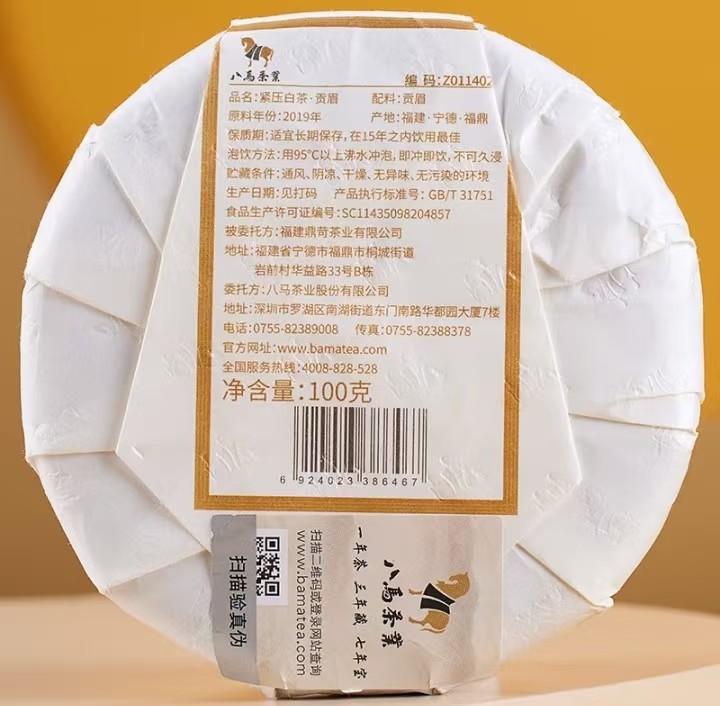 八马茶业
编 码:Z011402
品名:紧压白茶·贡眉 配料:贡眉
原料年份:2019年 产地:福建·宁德·福鼎
保质期:适宜长期保存,在15年之内饮用最佳
泡饮方法:用95℃以上沸水冲泡,即冲即饮,不可久浸
贮藏条件:通风、阴凉、干燥、无异味、无污染的环境
生产日期:见打码 产品执行标准号:GB/T 31751
食品生产许可证编号:SC11435098204857
被委托方:福建鼎苛茶业有限公司
地址:福建省宁德市福鼎市桐城街道
岩前村华益路33号B栋
委托方:八马茶业股份有限公司
地址:深圳市罗湖区南湖街道东门南路华都园大厦7楼
电话:0755-82389008 传真:0755-82388378
官方网址:www.bamatea.com
全国服务热线:4008-828-528
净含量:100克
6 924023 386467
八马茶业
一年茶 三年藏 七年宝
扫描二维码或登录网站查询
www.bamatea.com
扫描验真伪